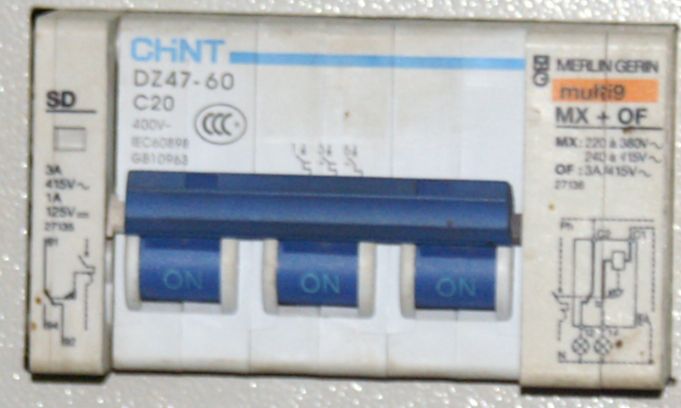 SD
3A
415V~
1A
125V
27135
CHiNT
DZ47-60
C20
400V~
CCC
IEC60898
GB10963
ON
ON
ON
MERLIN GERIN
multi9
MX + OF
MX: 220 à 380V~
240 à 415V~
OF: 3A/415V~
27136
Ph
N